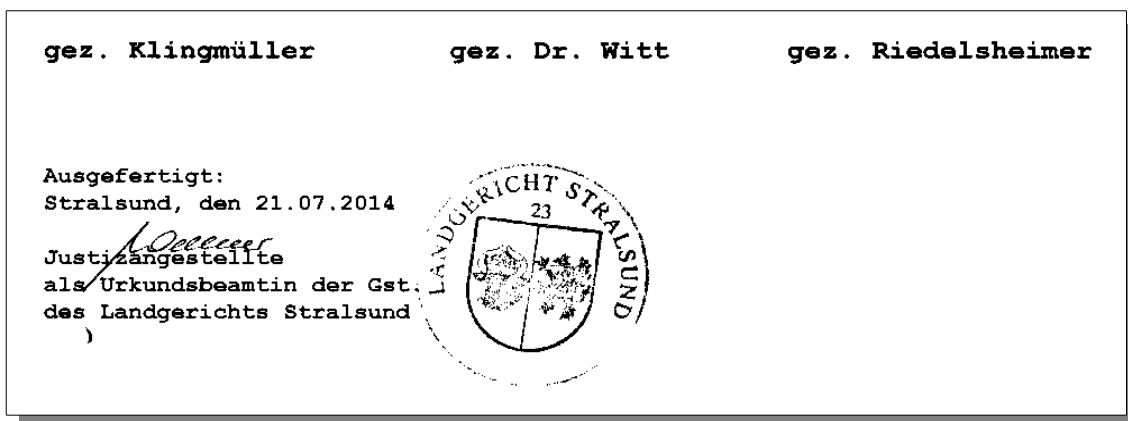 gez. Klingmüller gez. Dr. Witt gez. Riedelsheimer
Ausgefertigt:
Stralsund, den 21.07.2014
Justizangestellte
als Urkundsbeamtin der Gst.
des Landgerichts Stralsund
LANDGERICHT STRALSUND
23